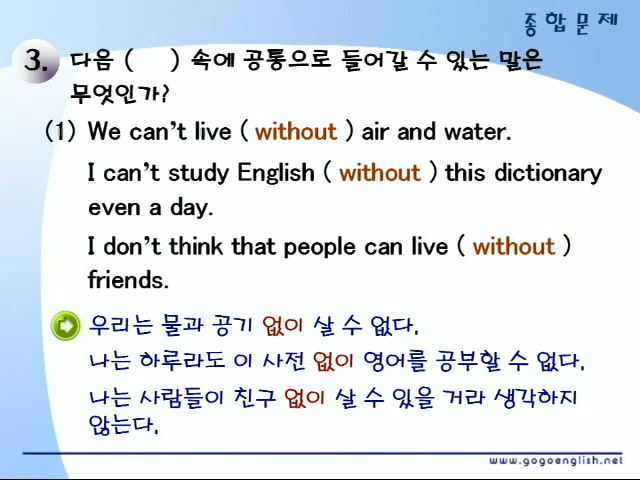 종합문제
3. 다음 (    ) 속에 공통으로 들어갈 수 있는 말은
무엇인가?
(1) We can't live ( without ) air and water.
I can't study English ( without ) this dictionary
even a day.
I don't think that people can live ( without )
friends.
우리는 물과 공기 없이 살 수 없다.
나는 하루라도 이 사전 없이 영어를 공부할 수 없다.
나는 사람들이 친구 없이 살 수 있을 거라 생각하지
않는다.
www.gogoenglish.net